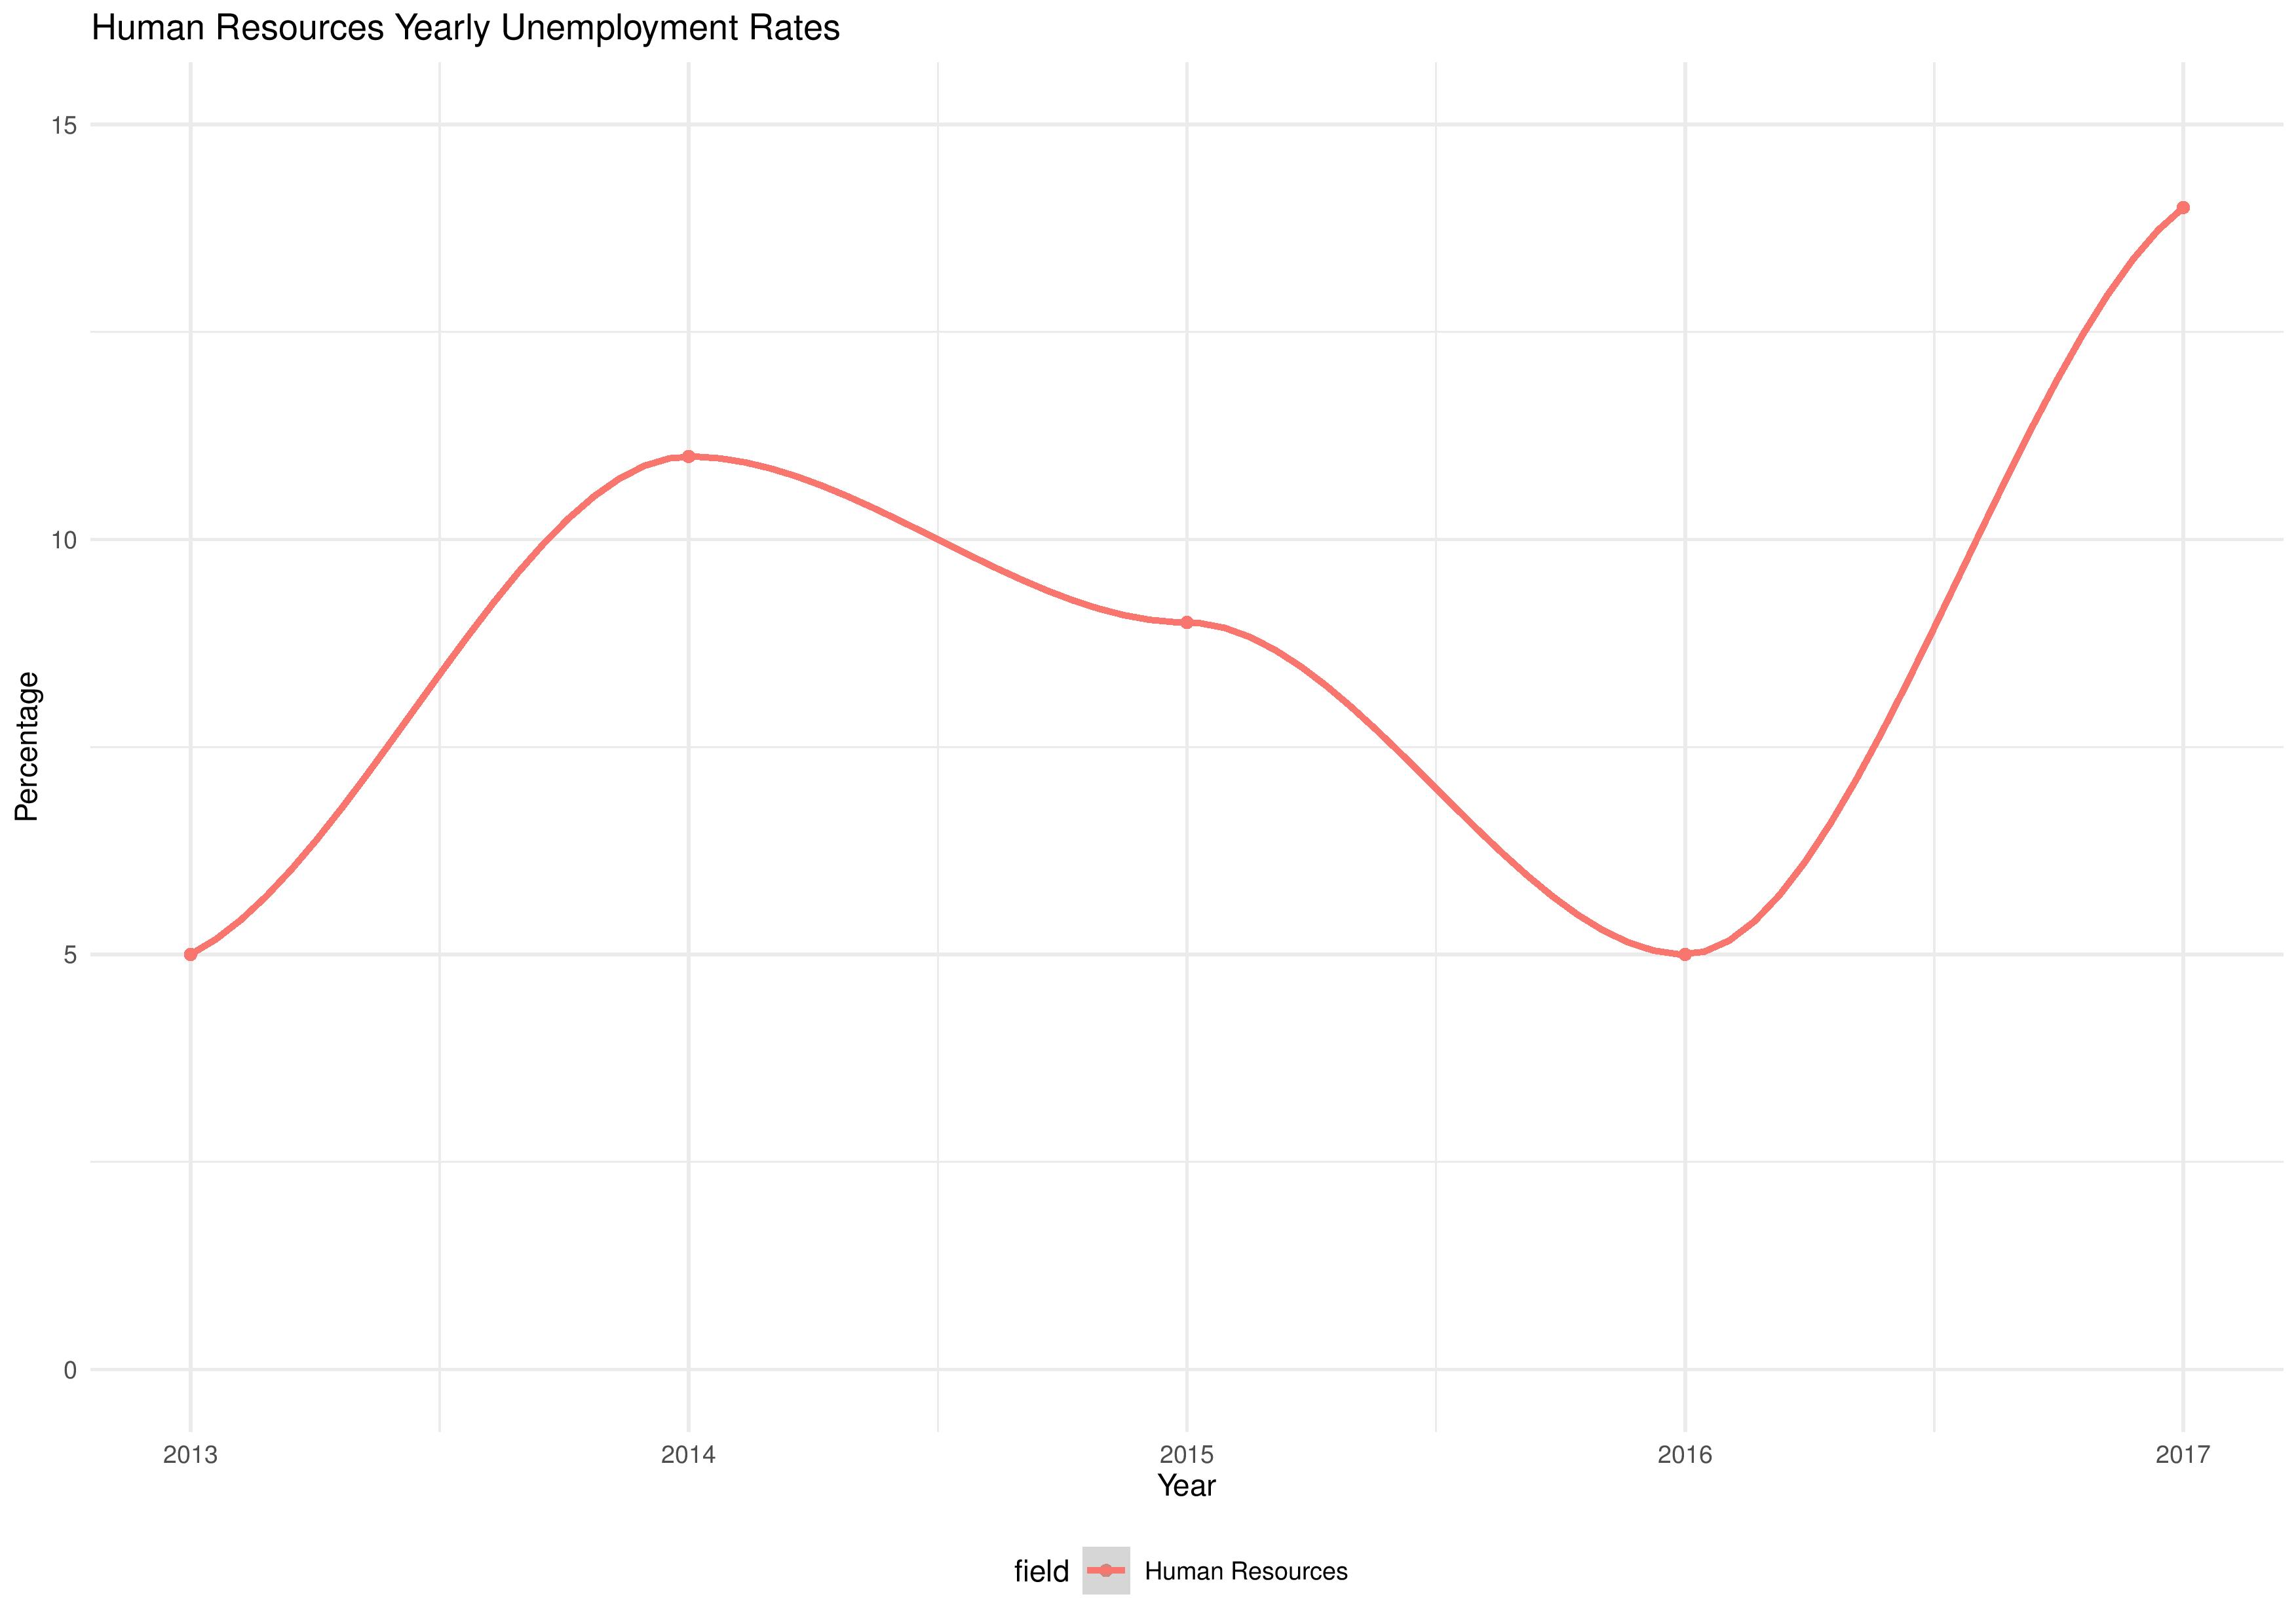 Human Resources Yearly Unemployment Rates
15
10
5
0
Percentage
2013 2014 2015 2016 2017
Year
field Human Resources